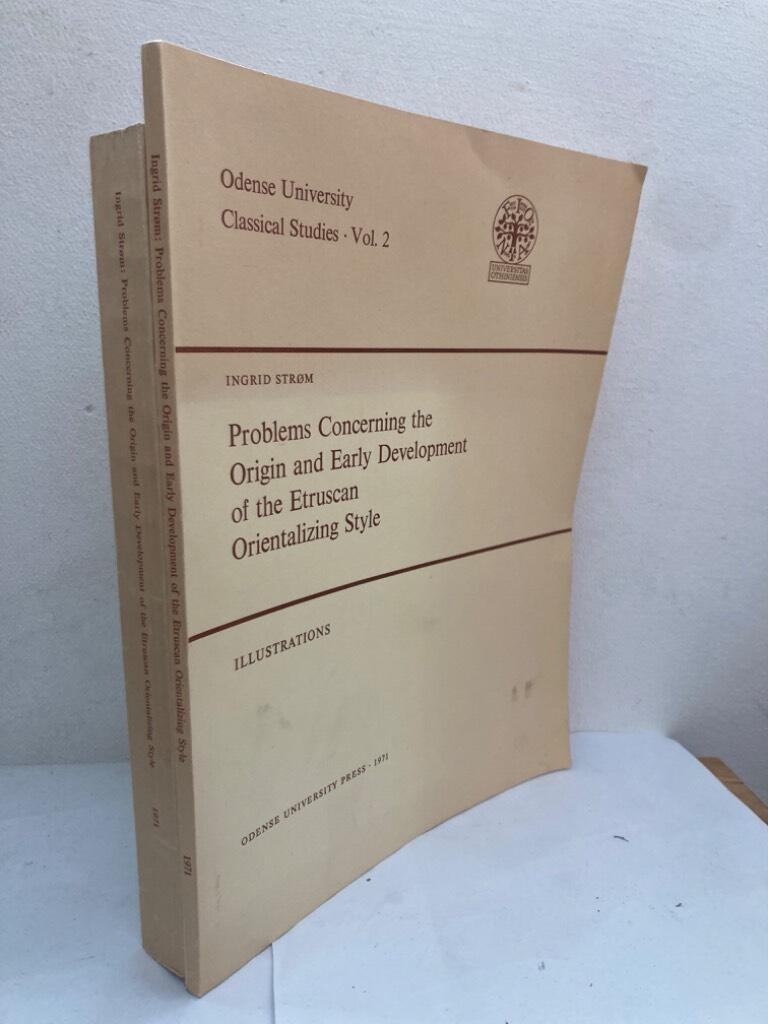 Odense University
Classical Studies · Vol. 2
UNIVERSITAS
OTHINIENSIS
INGRID STRØM
Problems Concerning the
Origin and Early Development
of the Etruscan
Orientalizing Style
ILLUSTRATIONS
ODENSE UNIVERSITY PRESS · 1971
Ingrid Strøm: Problems Concerning the Origin and Early Development of the Etruscan Orientalizing Style 1971
Ingrid Strøm: Problems Concerning the Origin and Early Development of the Etruscan Orientalizing Style 1971